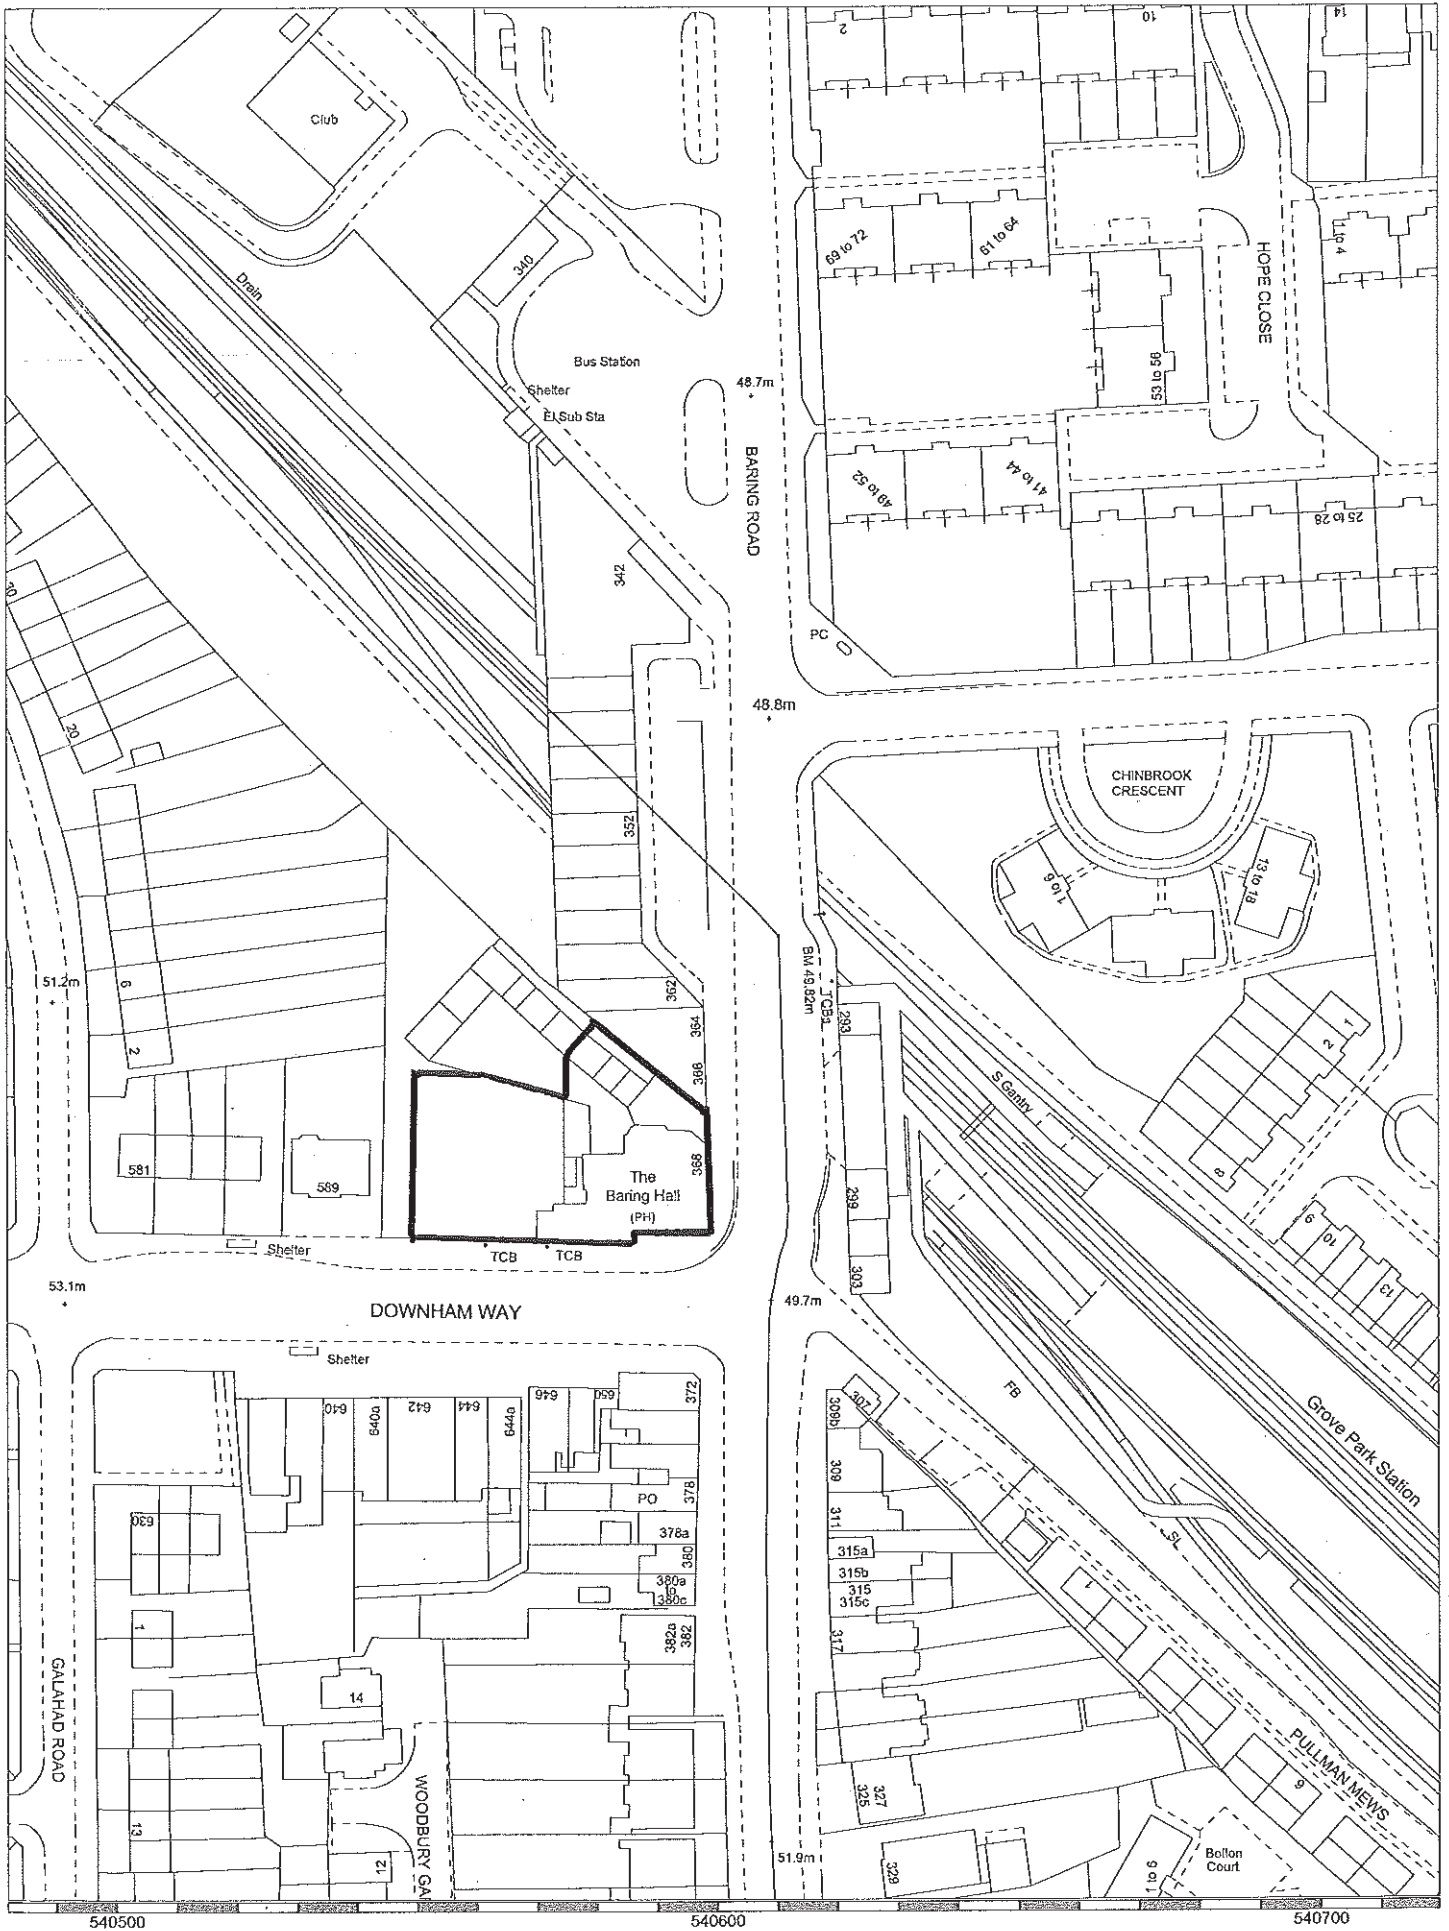 2
10
14
Club
69 to 72
61 to 64
1 to 4
340
Drain
HOPE CLOSE
Bus Station
48.7m
Shelter
El Sub Sta
53 to 56
BARING ROAD
49 to 52
41 to 44
25 to 28
342
30
PC
48.8m
20
CHINBROOK
CRESCENT
352
1 to 6
13 to 18
51.2m
6
362
BM 49.82m
TCBs
293
364
1
2
2
366
S Gantry
8
581
589
The
Baring Hall
(PH)
368
299
9
10
13
Shelter
TCB
TCB
303
53.1m
49.7m
DOWNHAM WAY
Shelter
FB
Grove Park Station
640
640a
642
644
644a
646
650
372
307
309b
309
378
PO
311
630
378a
380
315a
SL
380a
to
380c
315b
315
315c
1
1
382a
382
317
GALAHAD ROAD
14
PULLMAN MEWS
WOODBURY GA
327
325
9
13
12
51.9m
329
1 to 6
Bolton
Court
540500
540600
540700